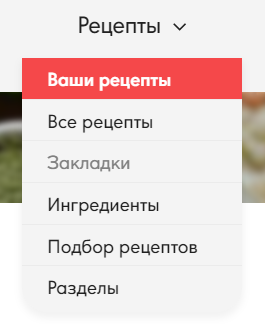 Рецепты
Ваши рецепты
Все рецепты
Закладки
Ингредиенты
Подбор рецептов
Разделы